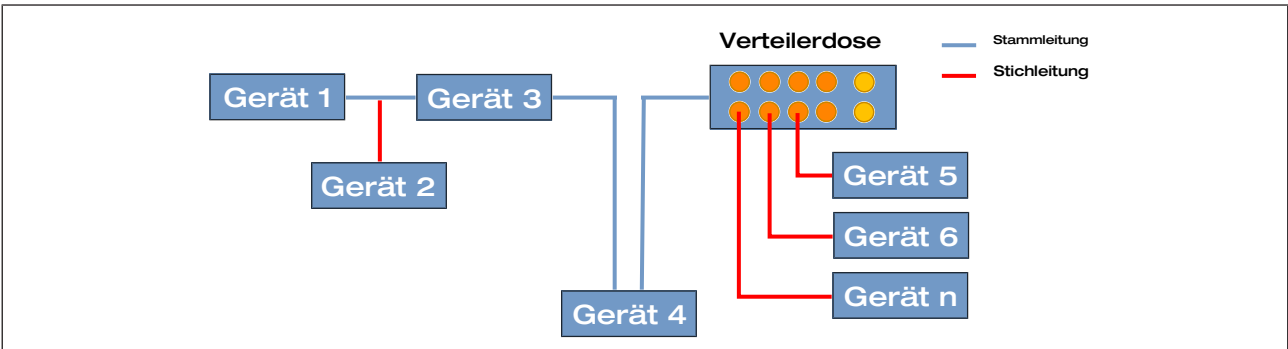 Verteilerdose
Stammleitung
Stichleitung
Gerät 1
Gerät 3
Gerät 2
Gerät 5
Gerät 6
Gerät n
Gerät 4